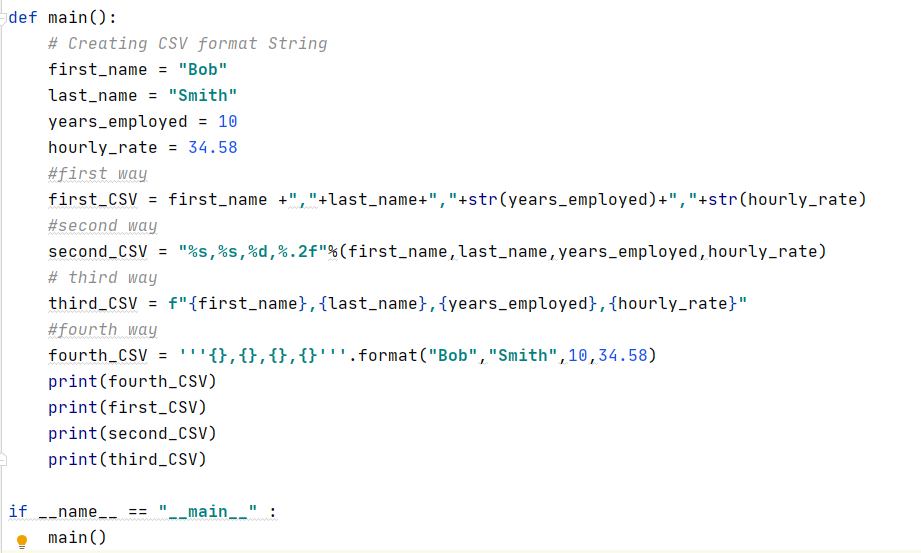 def main():
    # Creating CSV format String
    first_name = "Bob"
    last_name = "Smith"
    years_employed = 10
    hourly_rate = 34.58
    #first way
    first_CSV = first_name +","+last_name+","+str(years_employed)+","+str(hourly_rate)
    #second way
    second_CSV = "%s,%s,%d,%.2f"%(first_name,last_name,years_employed,hourly_rate)
    # third way
    third_CSV = f"{first_name},{last_name},{years_employed},{hourly_rate}"
    #fourth way
    fourth_CSV = '''{},{},{},{}'''.format("Bob","Smith",10,34.58)
    print(fourth_CSV)
    print(first_CSV)
    print(second_CSV)
    print(third_CSV)

if __name__ == "__main__" :
    main()